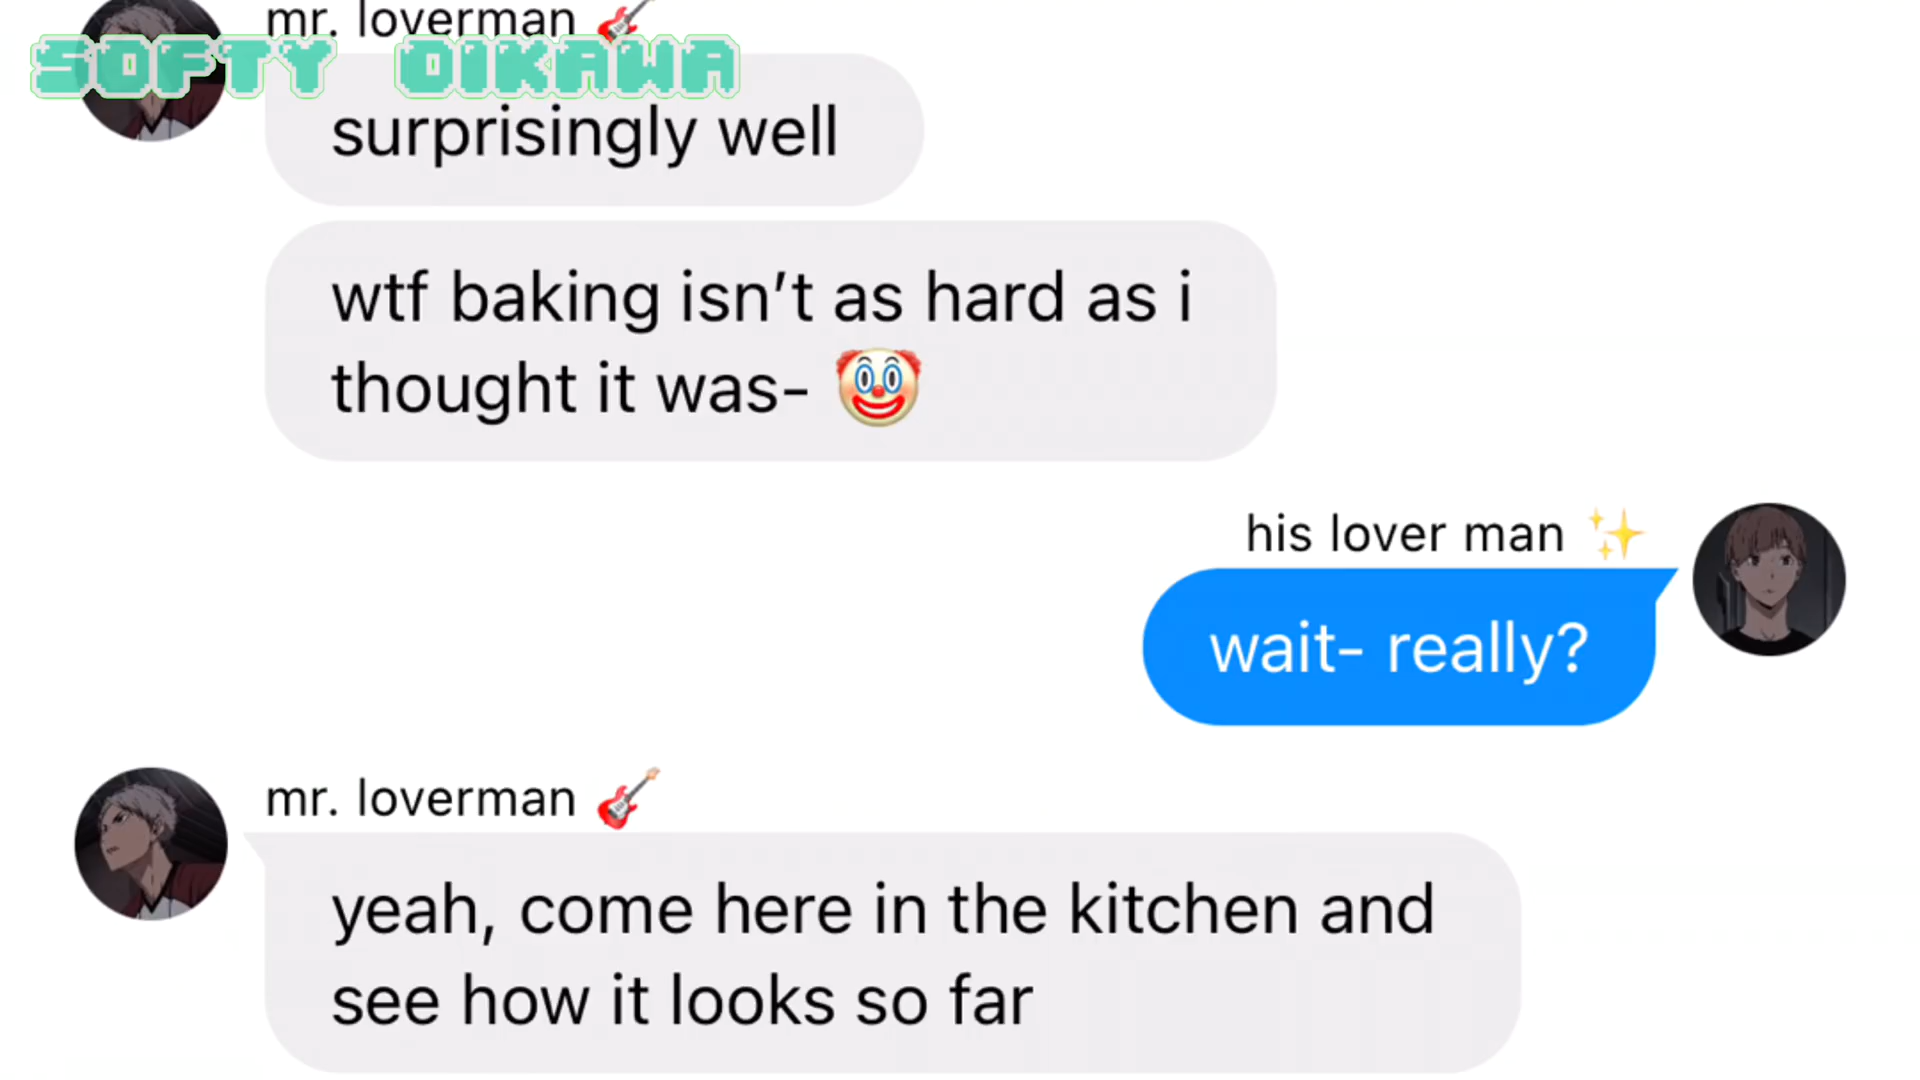 mr. loverman 🎸
SOFTY OIKAWA
surprisingly well
wtf baking isn’t as hard as i
thought it was- 🤡
his lover man ✨
wait- really?
mr. loverman 🎸
yeah, come here in the kitchen and
see how it looks so far